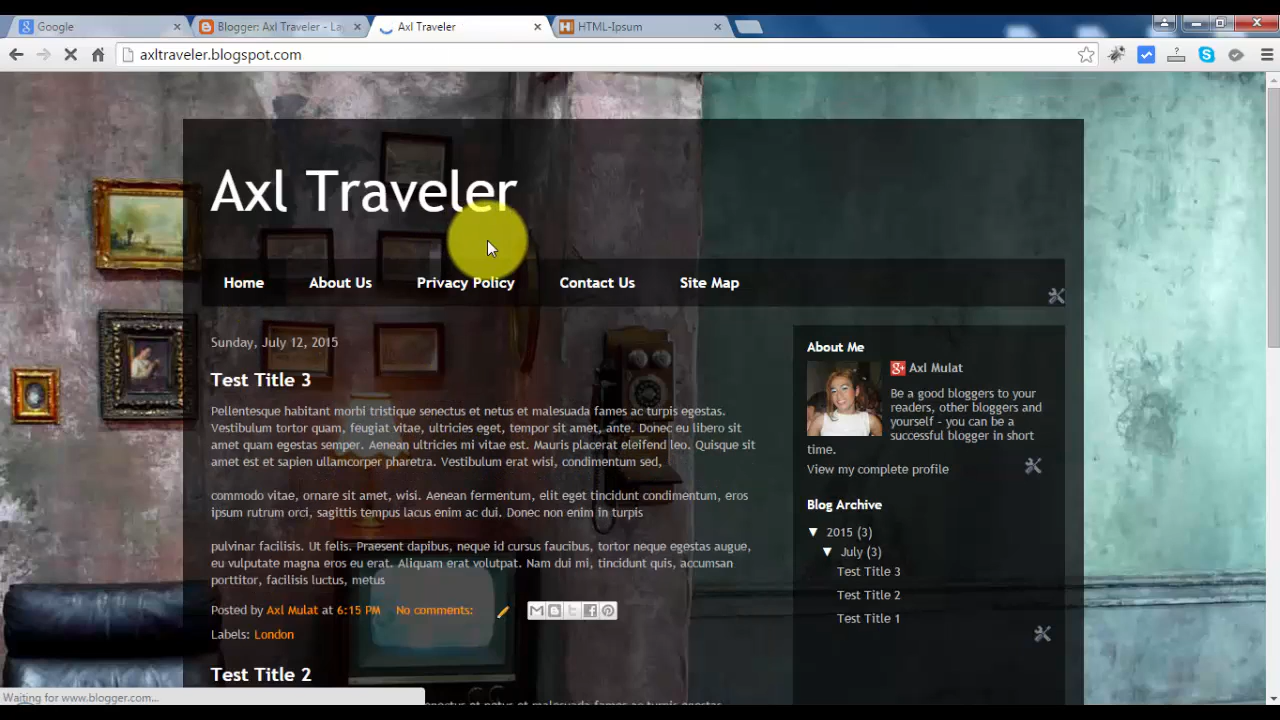 Google
Blogger: Axl Traveler - La
Axl Traveler
HTML-Ipsum
axltraveler.blogspot.com
Axl Traveler
Home
About Us
Privacy Policy
Contact Us
Site Map
Sunday, July 12, 2015
Test Title 3
Pellentesque habitant morbi tristique senectus et netus et malesuada fames ac turpis egestas.
Vestibulum tortor quam, feugiat vitae, ultricies eget, tempor sit amet, ante. Donec eu libero sit
amet quam egestas semper. Aenean ultricies mi vitae est. Mauris placerat eleifend leo. Quisque sit
amet est et sapien ullamcorper pharetra. Vestibulum erat wisi, condimentum sed,
commodo vitae, ornare sit amet, wisi. Aenean fermentum, elit eget tincidunt condimentum, eros
ipsum rutrum orci, sagittis tempus lacus enim ac dui. Donec non enim in turpis
pulvinar facilisis. Ut felis. Praesent dapibus, neque id cursus faucibus, tortor neque egestas augue,
eu vulputate magna eros eu erat. Aliquam erat volutpat. Nam dui mi, tincidunt quis, accumsan
porttitor, facilisis luctus, metus
Posted by Axl Mulat at 6:15 PM No comments:
Labels: London
Test Title 2
About Me
Axl Mulat
Be a good bloggers to your
readers, other bloggers and
yourself - you can be a
successful blogger in short
time.
View my complete profile
Blog Archive
▼ 2015 (3)
▼ July (3)
Test Title 3
Test Title 2
Test Title 1
Waiting for www.blogger.com...